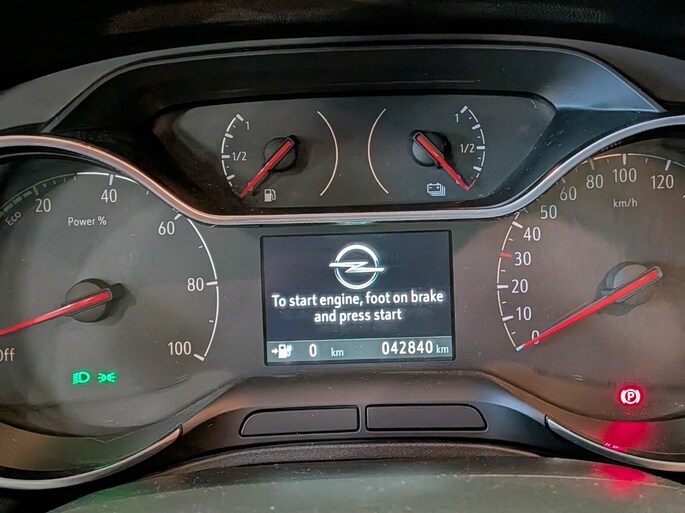 1
1/2
1
1/2
Eco
20
40
Power %
80
100
Off
To start engine, foot on brake
and press start
0 km
042840 km
0
10
20
30
40
50
60
80
100
120
km/h
P